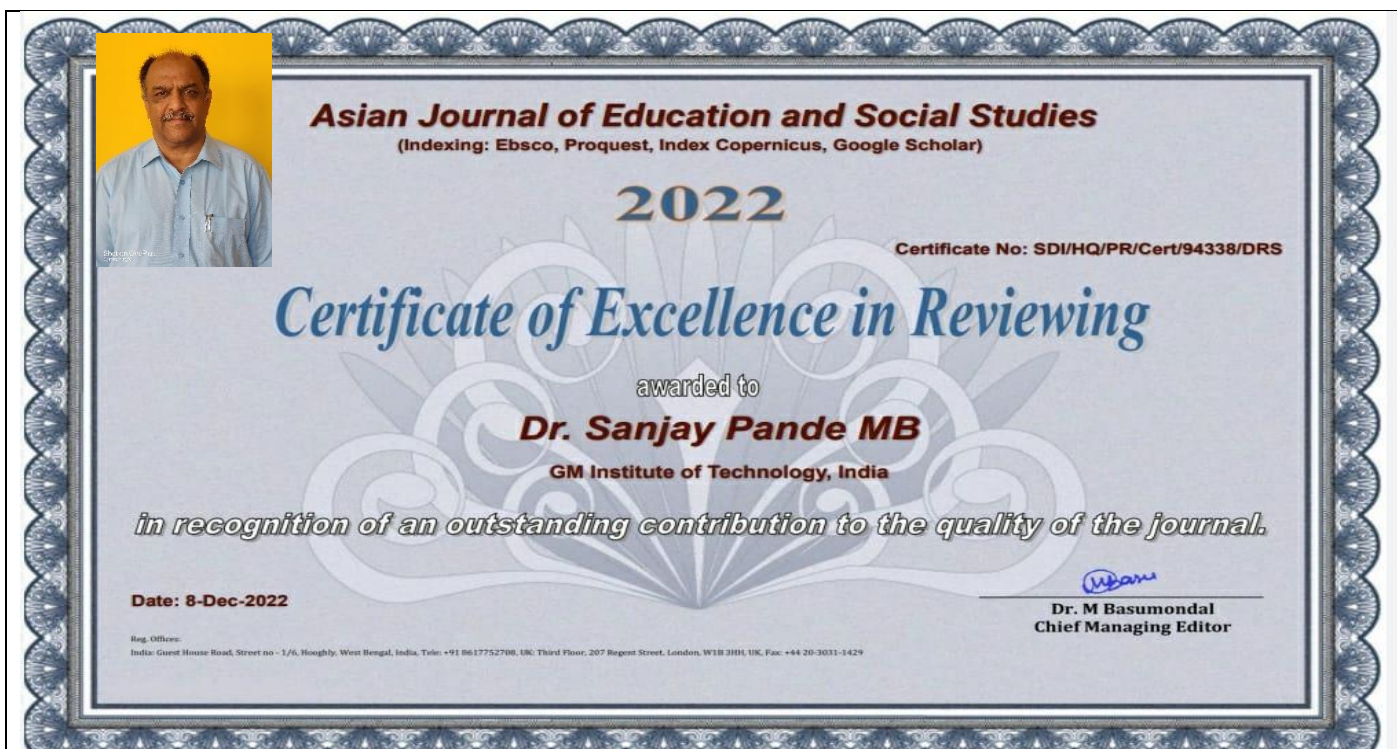 Asian Journal of Education and Social Studies
(Indexing: Ebsco, Proquest, Index Copernicus, Google Scholar)
2022
Certificate No: SDI/HQ/PR/Cert/94338/DRS
Certificate of Excellence in Reviewing
awarded to
Dr. Sanjay Pande MB
GM Institute of Technology, India
in recognition of an outstanding contribution to the quality of the journal.
Date: 8-Dec-2022
Dr. M Basumondal
Chief Managing Editor
Reg. Offices:
India: Guest House Road, Street no - 1/6, Hooghly, West Bengal, India, Tele: +91 8617752708, UK: Third Floor, 207 Regent Street, London, W1B 3HH, UK, Fax: +44 20-3031-1429